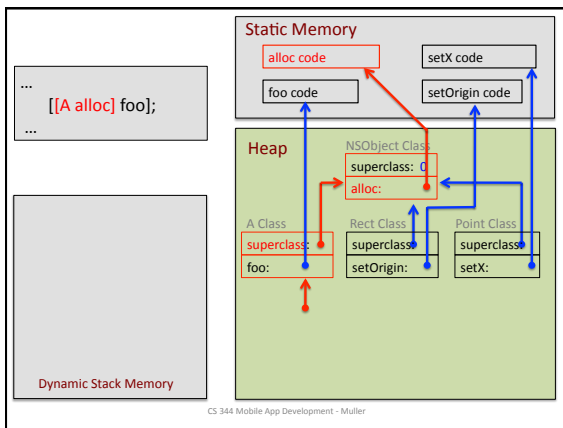 Static Memory
alloc code
setX code
foo code
setOrigin code
...
[[A alloc] foo];
...
Heap
NSObject Class
superclass: 0
alloc:
A Class
Rect Class
Point Class
superclass:
superclass:
superclass:
foo:
setOrigin:
setX:
Dynamic Stack Memory
CS 344 Mobile App Development - Muller